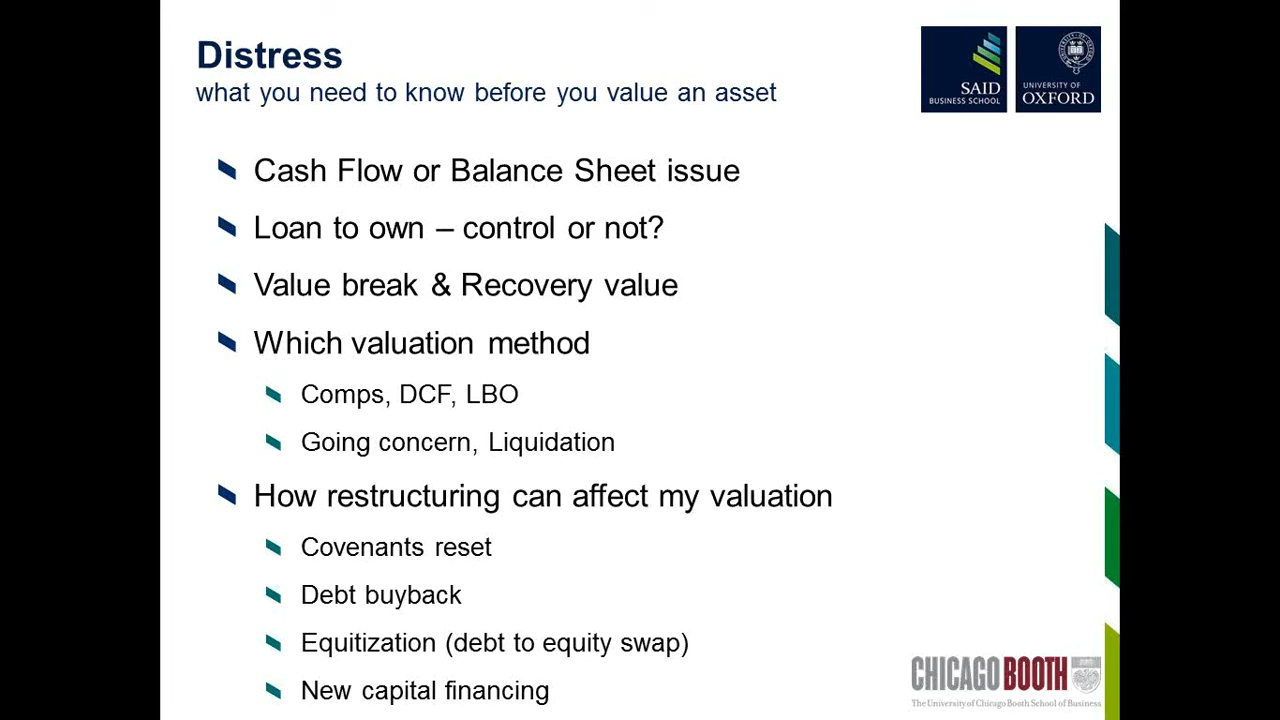 Distress
what you need to know before you value an asset
SAID
BUSINESS SCHOOL
UNIVERSITY OF
OXFORD
Cash Flow or Balance Sheet issue
Loan to own – control or not?
Value break & Recovery value
Which valuation method
Comps, DCF, LBO
Going concern, Liquidation
How restructuring can affect my valuation
Covenants reset
Debt buyback
Equitization (debt to equity swap)
New capital financing
CHICAGO BOOTH
The University of Chicago Booth School of Business